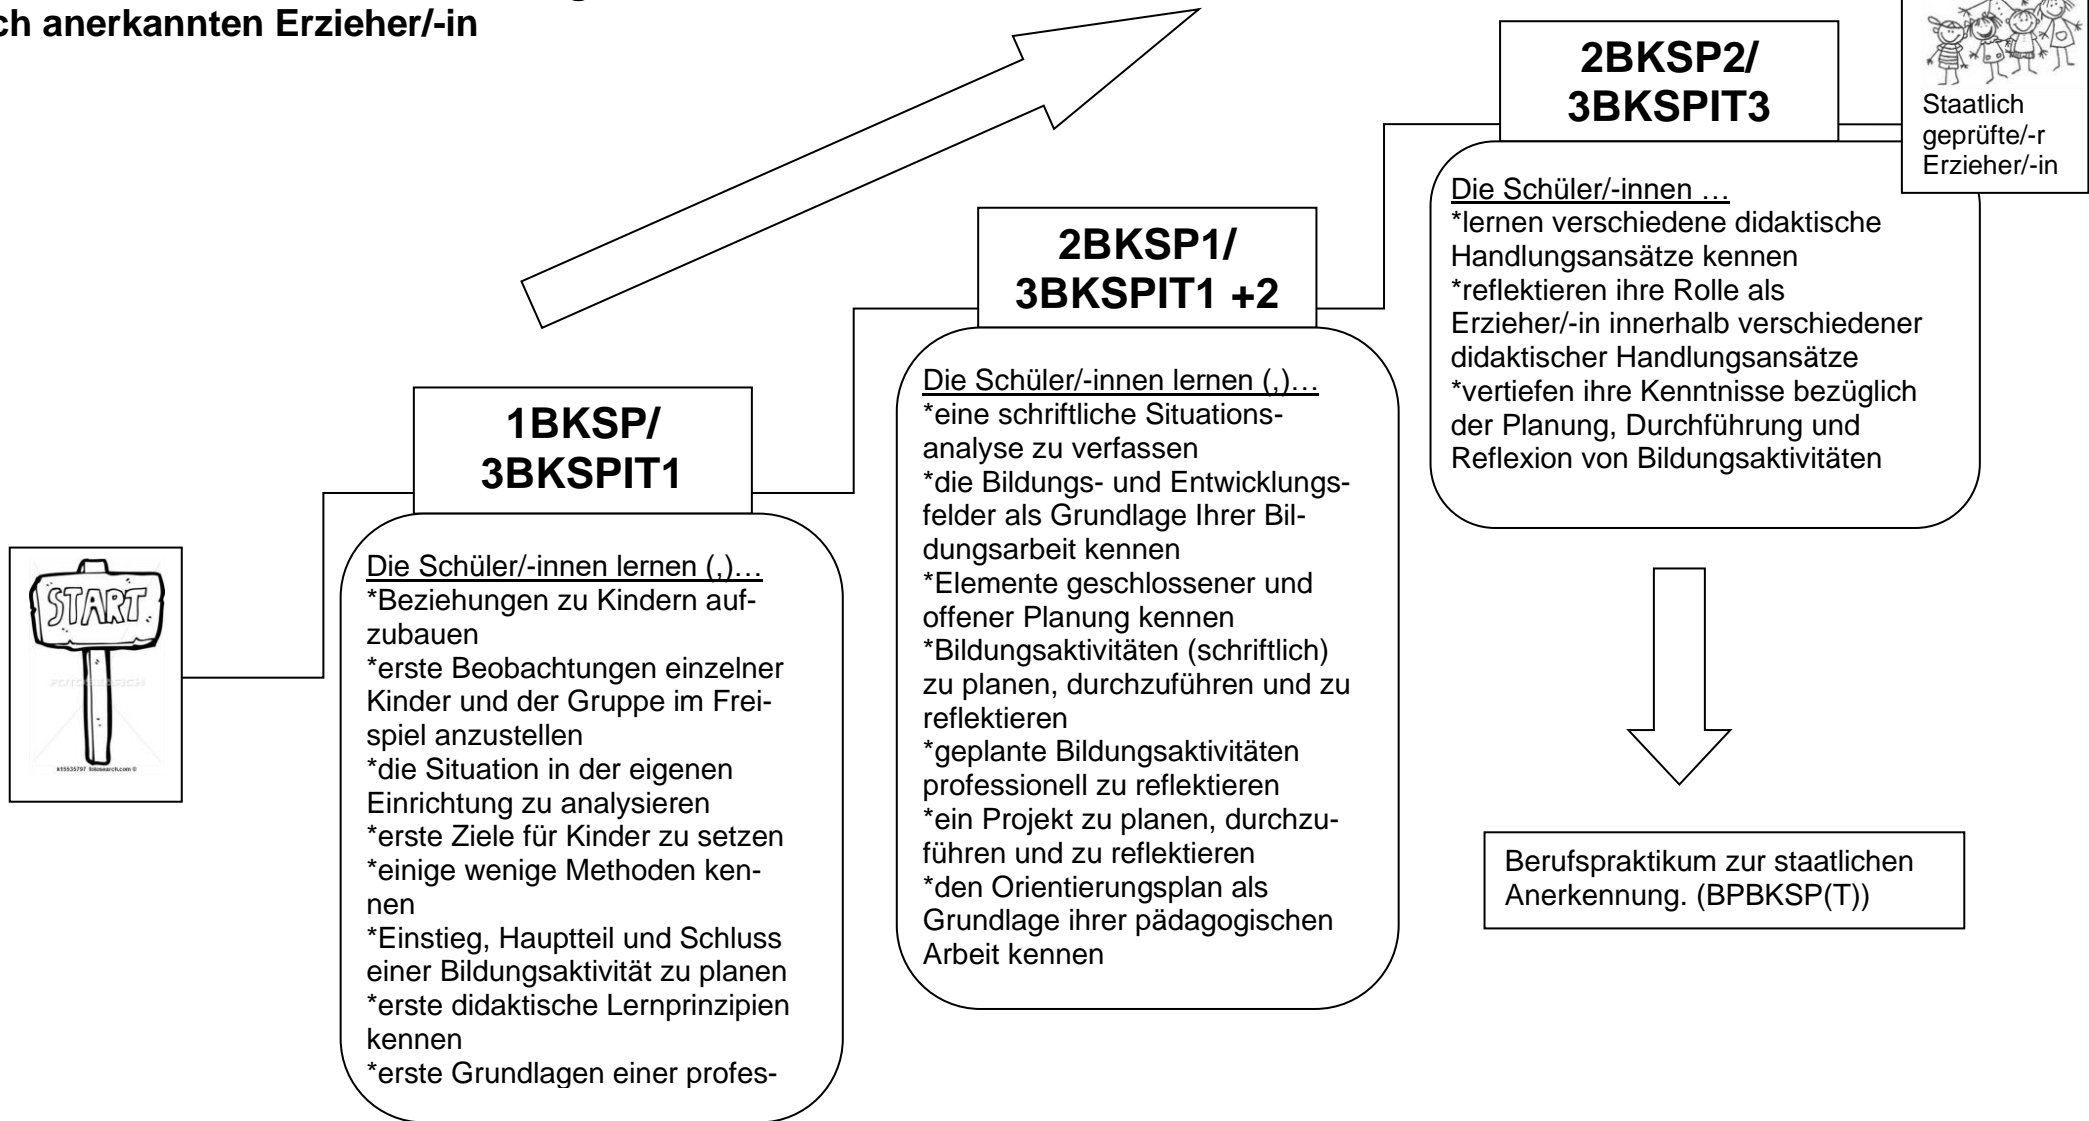 ch anerkannten Erzieher/-in
START
k15535797 fotosearch.com ©
1BKSP/
3BKSPIT1
Die Schüler/-innen lernen (,)…
*Beziehungen zu Kindern auf-
zubauen
*erste Beobachtungen einzelner
Kinder und der Gruppe im Frei-
spiel anzustellen
*die Situation in der eigenen
Einrichtung zu analysieren
*erste Ziele für Kinder zu setzen
*einige wenige Methoden ken-
nen
*Einstieg, Hauptteil und Schluss
einer Bildungsaktivität zu planen
*erste didaktische Lernprinzipien
kennen
*erste Grundlagen einer profes-
2BKSP1/
3BKSPIT1 +2
Die Schüler/-innen lernen (,)…
*eine schriftliche Situations-
analyse zu verfassen
*die Bildungs- und Entwicklungs-
felder als Grundlage Ihrer Bil-
dungsarbeit kennen
*Elemente geschlossener und
offener Planung kennen
*Bildungsaktivitäten (schriftlich)
zu planen, durchzuführen und zu
reflektieren
*geplante Bildungsaktivitäten
professionell zu reflektieren
*ein Projekt zu planen, durchzu-
führen und zu reflektieren
*den Orientierungsplan als
Grundlage ihrer pädagogischen
Arbeit kennen
2BKSP2/
3BKSPIT3
Die Schüler/-innen …
*lernen verschiedene didaktische
Handlungsansätze kennen
*reflektieren ihre Rolle als
Erzieher/-in innerhalb verschiedener
didaktischer Handlungsansätze
*vertiefen ihre Kenntnisse bezüglich
der Planung, Durchführung und
Reflexion von Bildungsaktivitäten
Staatlich
geprüfte/-r
Erzieher/-in
Berufspraktikum zur staatlichen
Anerkennung. (BPBKSP(T))